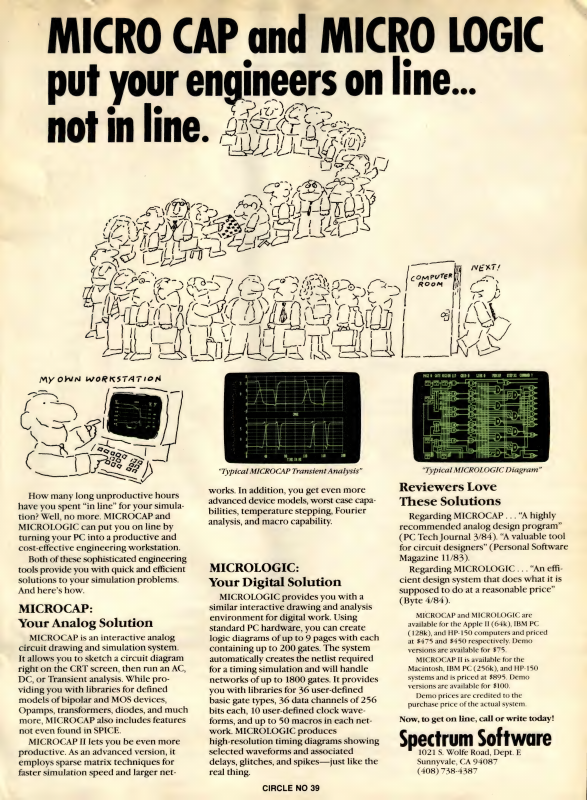 MICRO CAP and MICRO LOGIC
put your engineers on line...
not in line.
COMPUTER
ROOM
NEXT!
MY OWN WORKSTATION
"Typical MICROCAP Transient Analysis"
"Typical MICROLOGIC Diagram"
How many long unproductive hours
have you spent "in line" for your simula-
tion? Well, no more. MICROCAP and
MICROLOGIC can put you on line by
turning your PC into a productive and
cost-effective engineering workstation.
Both of these sophisticated engineering
tools provide you with quick and efficient
solutions to your simulation problems.
And here's how.
MICROCAP:
Your Analog Solution
MICROCAP is an interactive analog
circuit drawing and simulation system.
It allows you to sketch a circuit diagram
right on the CRT screen, then run an AC,
DC, or Transient analysis. While pro-
viding you with libraries for defined
models of bipolar and MOS devices,
Opamps, transformers, diodes, and much
more, MICROCAP also includes features
not even found in SPICE.
MICROCAP II lets you be even more
productive. As an advanced version, it
employs sparse matrix techniques for
faster simulation speed and larger net-
works. In addition, you get even more
advanced device models, worst case capa-
bilities, temperature stepping, Fourier
analysis, and macro capability.
MICROLOGIC:
Your Digital Solution
MICROLOGIC provides you with a
similar interactive drawing and analysis
environment for digital work. Using
standard PC hardware, you can create
logic diagrams of up to 9 pages with each
containing up to 200 gates. The system
automatically creates the netlist required
for a timing simulation and will handle
networks of up to 1800 gates. It provides
you with libraries for 36 user-defined
basic gate types, 36 data channels of 256
bits each, 10 user-defined clock wave-
forms, and up to 50 macros in each net-
work. MICROLOGIC produces
high-resolution timing diagrams showing
selected waveforms and associated
delays, glitches, and spikes—just like the
real thing.
Reviewers Love
These Solutions
Regarding MICROCAP . . . "A highly
recommended analog design program"
(PC Tech Journal 3/84). "A valuable tool
for circuit designers" (Personal Software
Magazine 11/83).
Regarding MICROLOGIC . . . "An effi-
cient design system that does what it is
supposed to do at a reasonable price"
(Byte 4/84).
MICROCAP and MICROLOGIC are
available for the Apple II (64k), IBM PC
(128k), and HP-150 computers and priced
at $475 and $450 respectively. Demo
versions are available for $75.
MICROCAP II is available for the
Macintosh, IBM PC (256k), and HP-150
systems and is priced at $895. Demo
versions are available for $100.
Demo prices are credited to the
purchase price of the actual system.
Now, to get on line, call or write today!
Spectrum Software
1021 S. Wolfe Road, Dept. E
Sunnyvale, CA 94087
(408) 738-4387
CIRCLE NO 39